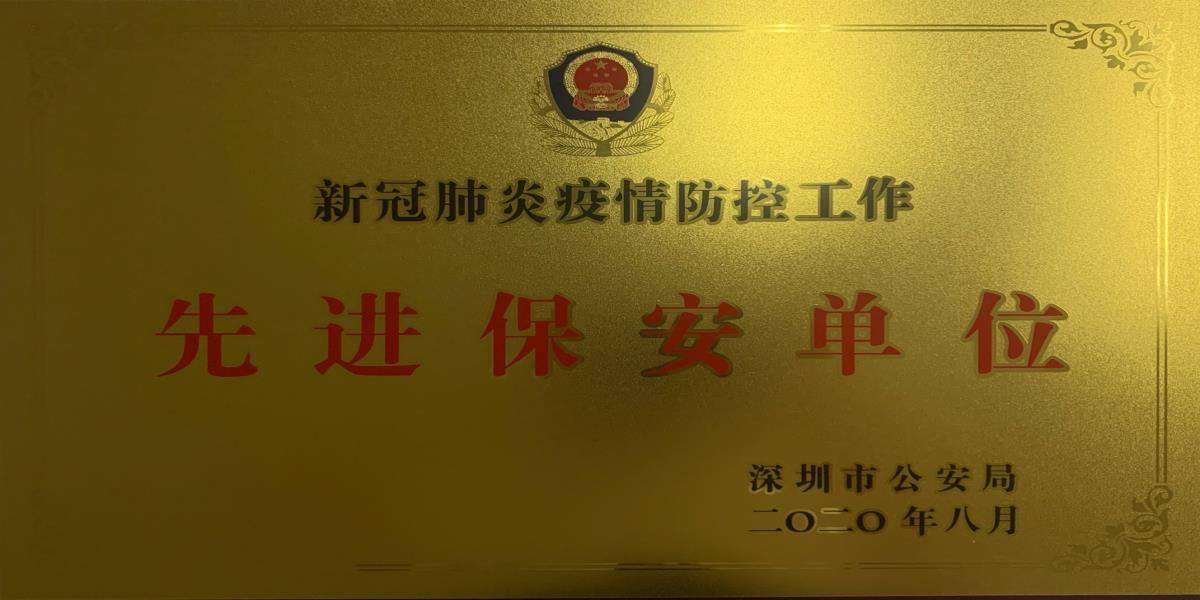 新冠肺炎疫情防控工作
先进保安单位
深圳市公安局
二〇二〇年八月